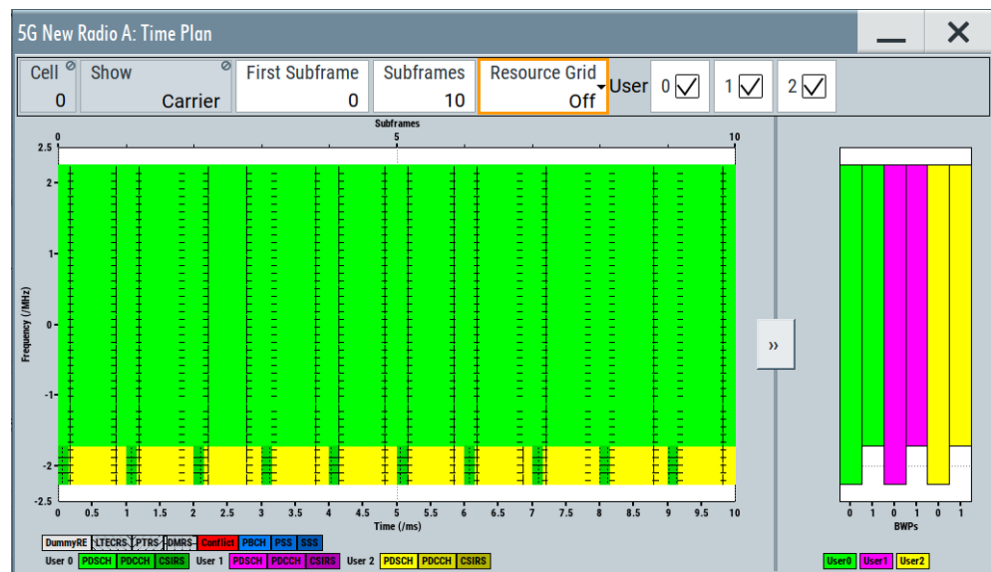 5G New Radio A: Time Plan
Cell Show First Subframe Subframes Resource Grid User 0 1 2
0 Carrier 0 10 Off
Subframes
0 5 10
2.5
2
1
0
-1
-2
-2.5
Frequency (/MHz)
0 0.5 1 1.5 2 2.5 3 3.5 4 4.5 5 5.5 6 6.5 7 7.5 8 8.5 9 9.5 10
Time (/ms)
»
0 1 0 1 0 1
BWPs
DummyRE LTECRS PTRS DMRS Conflict PBCH PSS SSS
User 0 PDSCH PDCCH CSIRS User 1 PDSCH PDCCH CSIRS User 2 PDSCH PDCCH CSIRS
User0 User1 User2